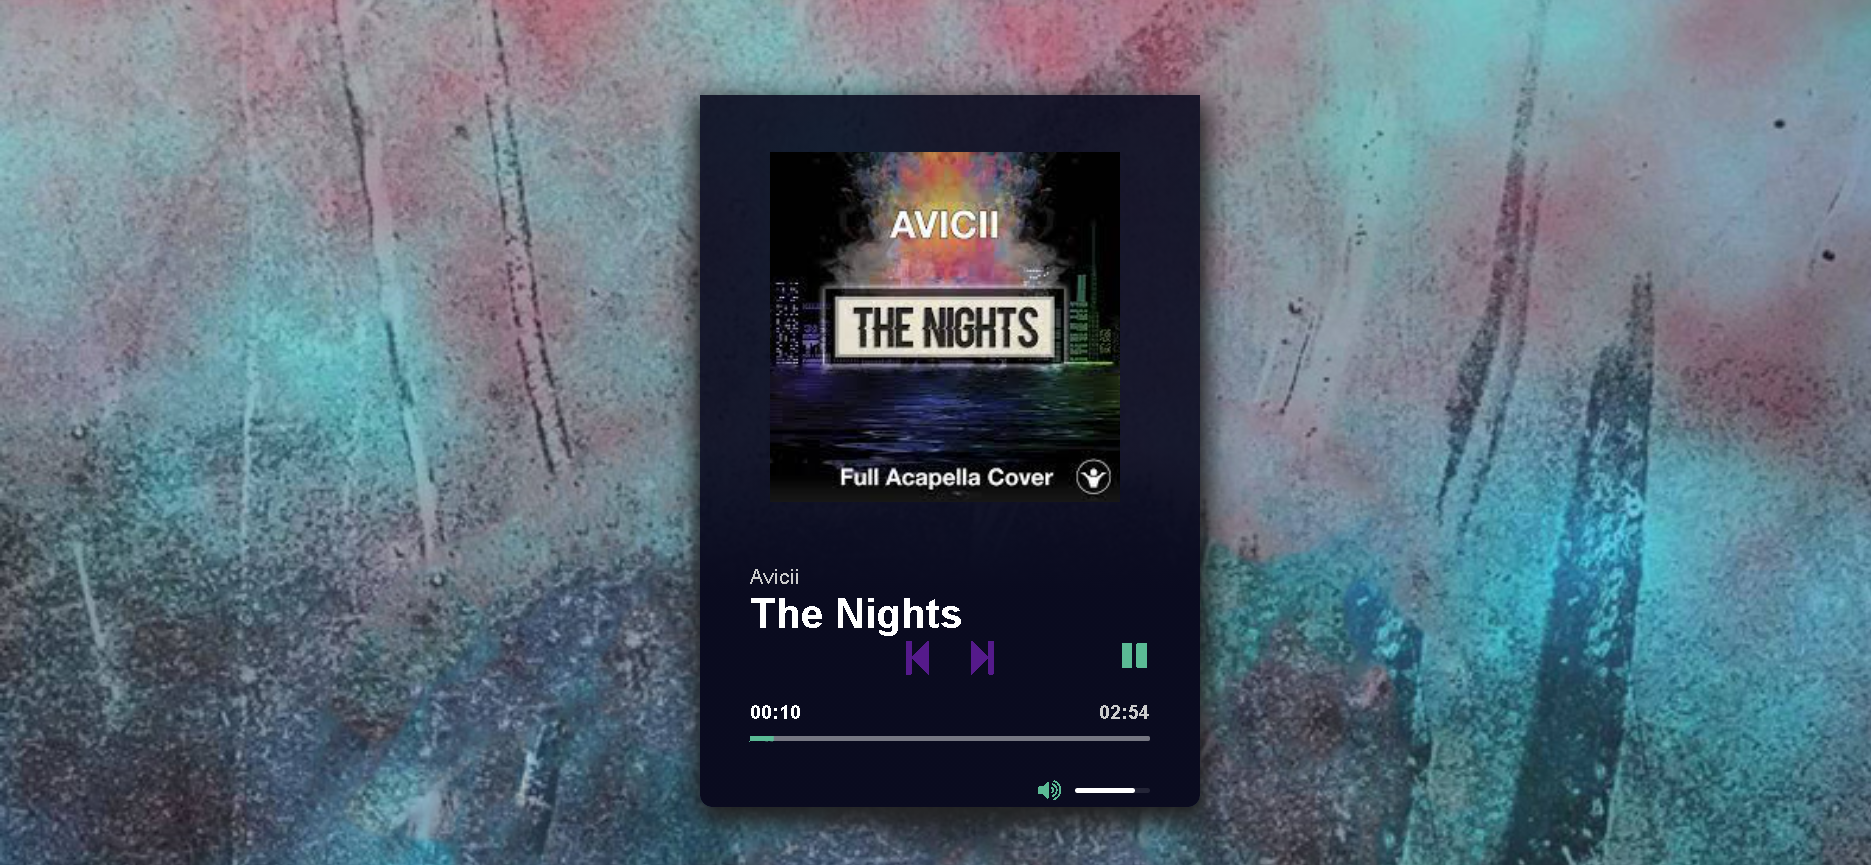 AVICII
THE NIGHTS
Full Acapella Cover
Avicii
The Nights
00:10 02:54